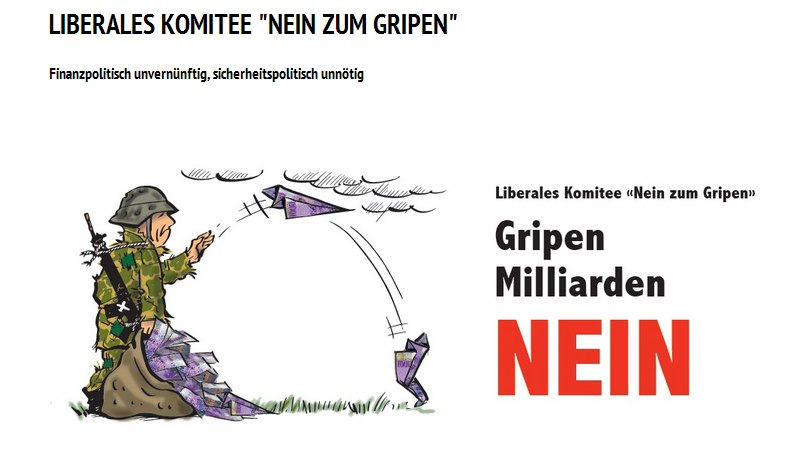 LIBERALES KOMITEE "NEIN ZUM GRIPEN"
Finanzpolitisch unvernünftig, sicherheitspolitisch unnötig
Liberales Komitee «Nein zum Gripen»
Gripen
Milliarden
NEIN